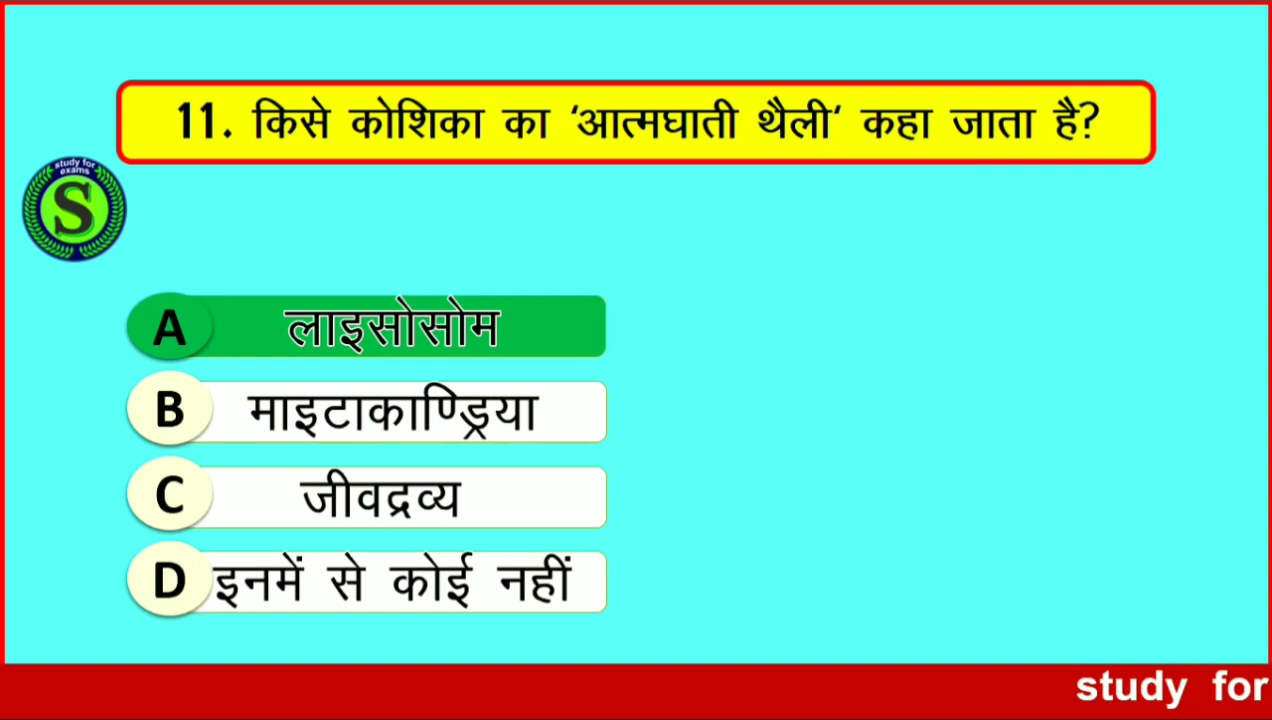 11. किसे कोशिका का ‘आत्मघाती थैली‘ कहा जाता है?
study for
exams
S
A लाइसोसोम
B माइटाकाण्ड्रिया
C जीवद्रव्य
D इनमें से कोई नहीं
study for